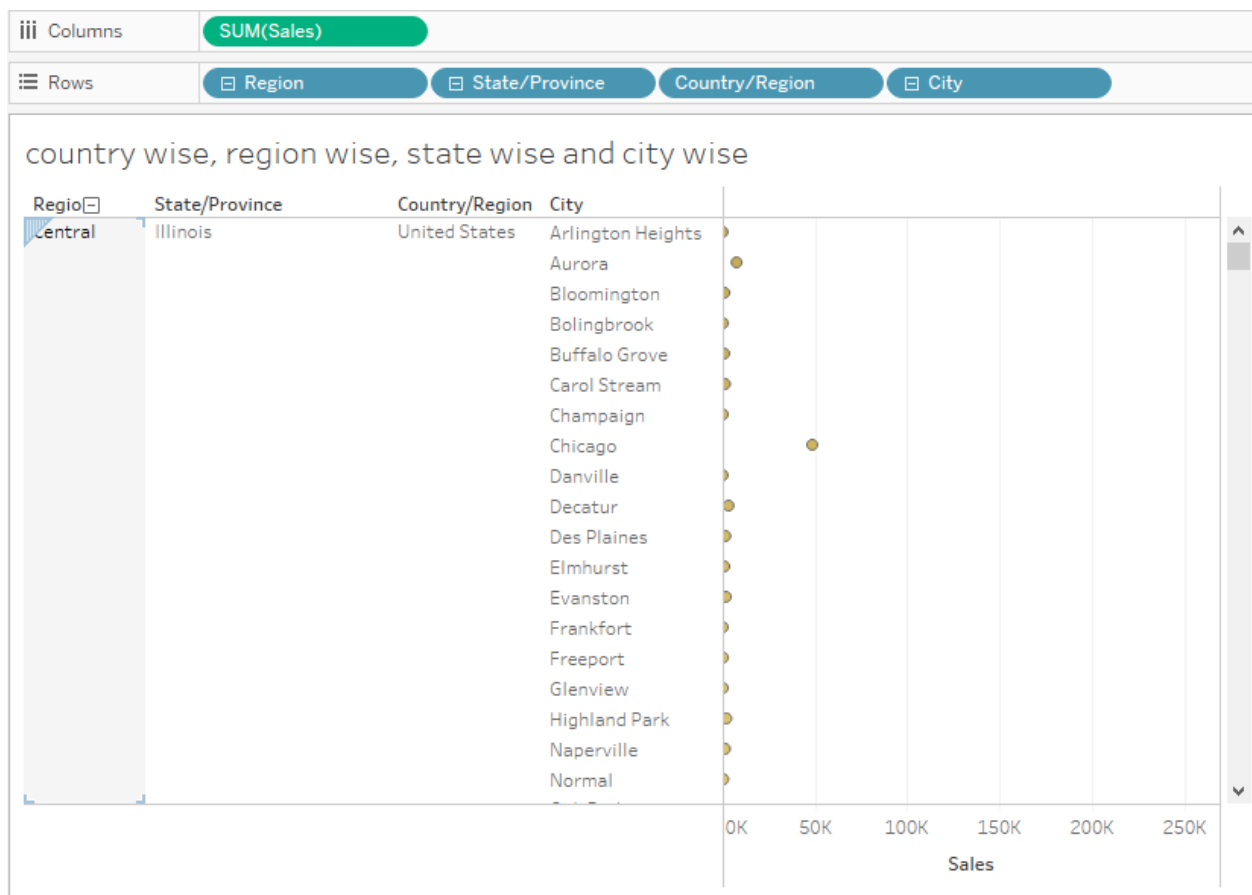 Columns SUM(Sales)
Rows Region State/Province Country/Region City
country wise, region wise, state wise and city wise
Regio State/Province Country/Region City
Central Illinois United States Arlington Heights
Aurora
Bloomington
Bolingbrook
Buffalo Grove
Carol Stream
Champaign
Chicago
Danville
Decatur
Des Plaines
Elmhurst
Evanston
Frankfort
Freeport
Glenview
Highland Park
Naperville
Normal
0K 50K 100K 150K 200K 250K
Sales